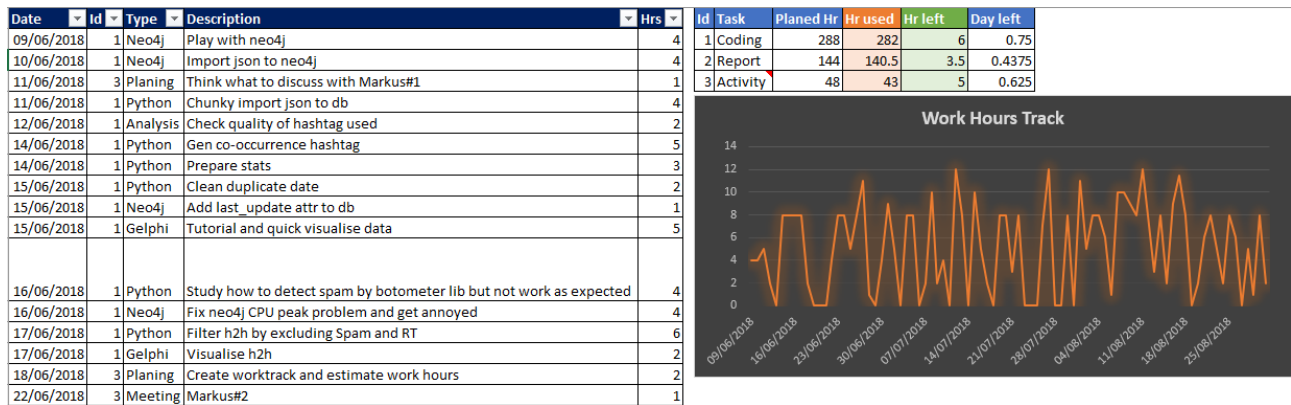 Date Id Type Description Hrs
09/06/2018 1 Neo4j Play with neo4j 4
10/06/2018 1 Neo4j Import json to neo4j 4
11/06/2018 3 Planing Think what to discuss with Markus#1 1
11/06/2018 1 Python Chunky import json to db 4
12/06/2018 1 Analysis Check quality of hashtag used 2
14/06/2018 1 Python Gen co-occurrence hashtag 5
14/06/2018 1 Python Prepare stats 3
15/06/2018 1 Python Clean duplicate date 2
15/06/2018 1 Neo4j Add last_update attr to db 1
15/06/2018 1 Gelphi Tutorial and quick visualise data 5
16/06/2018 1 Python Study how to detect spam by botometer lib but not work as expected 4
16/06/2018 1 Neo4j Fix neo4j CPU peak problem and get annoyed 4
17/06/2018 1 Python Filter h2h by excluding Spam and RT 6
17/06/2018 1 Gelphi Visualise h2h 2
18/06/2018 3 Planing Create worktrack and estimate work hours 2
22/06/2018 3 Meeting Markus#2 1
Id Task Planed Hr Hr used Hr left Day left
1 Coding 288 282 6 0.75
2 Report 144 140.5 3.5 0.4375
3 Activity 48 43 5 0.625
Work Hours Track
14
12
10
8
6
4
2
0
09/06/2018 16/06/2018 23/06/2018 30/06/2018 07/07/2018 14/07/2018 21/07/2018 28/07/2018 04/08/2018 11/08/2018 18/08/2018 25/08/2018